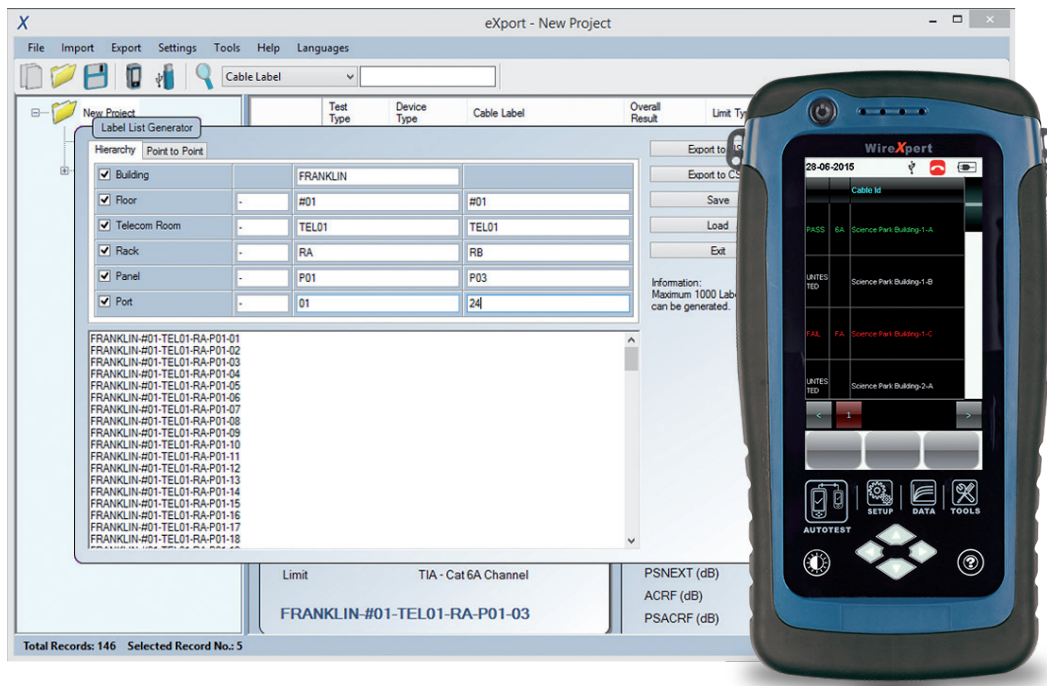 X
eXport - New Project
File Import Export Settings Tools Help Languages
Cable Label
New Project
Test Type
Device Type
Cable Label
Overall Result
Limit Ty
Label List Generator
Hierarchy Point to Point
Building FRANKLIN
Floor - #01 #01
Telecom Room - TEL01 TEL01
Rack - RA RB
Panel - P01 P03
Port - 01 24
Export to
Export to CS
Save
Load
Exit
Information:
Maximum 1000 Lab
can be generated.
FRANKLIN-#01-TEL01-RA-P01-01
FRANKLIN-#01-TEL01-RA-P01-02
FRANKLIN-#01-TEL01-RA-P01-03
FRANKLIN-#01-TEL01-RA-P01-04
FRANKLIN-#01-TEL01-RA-P01-05
FRANKLIN-#01-TEL01-RA-P01-06
FRANKLIN-#01-TEL01-RA-P01-07
FRANKLIN-#01-TEL01-RA-P01-08
FRANKLIN-#01-TEL01-RA-P01-09
FRANKLIN-#01-TEL01-RA-P01-10
FRANKLIN-#01-TEL01-RA-P01-11
FRANKLIN-#01-TEL01-RA-P01-12
FRANKLIN-#01-TEL01-RA-P01-13
FRANKLIN-#01-TEL01-RA-P01-14
FRANKLIN-#01-TEL01-RA-P01-15
FRANKLIN-#01-TEL01-RA-P01-16
FRANKLIN-#01-TEL01-RA-P01-17
FRANKLIN-#01-TEL01-RA-P01-18
Limit TIA - Cat 6A Channel
FRANKLIN-#01-TEL01-RA-P01-03
PSNEXT (dB)
ACRF (dB)
PSACRF (dB)
Total Records: 146 Selected Record No.: 5
WireXpert
28-06-2015
Cable Id
PASS 6A Science Park Building-1-A
UNTES
TED Science Park Building-1-B
FAIL FA Science Park Building-1-C
UNTES
TED Science Park Building-2-A
< 1 >
AUTOTEST
SETUP
DATA
TOOLS
?